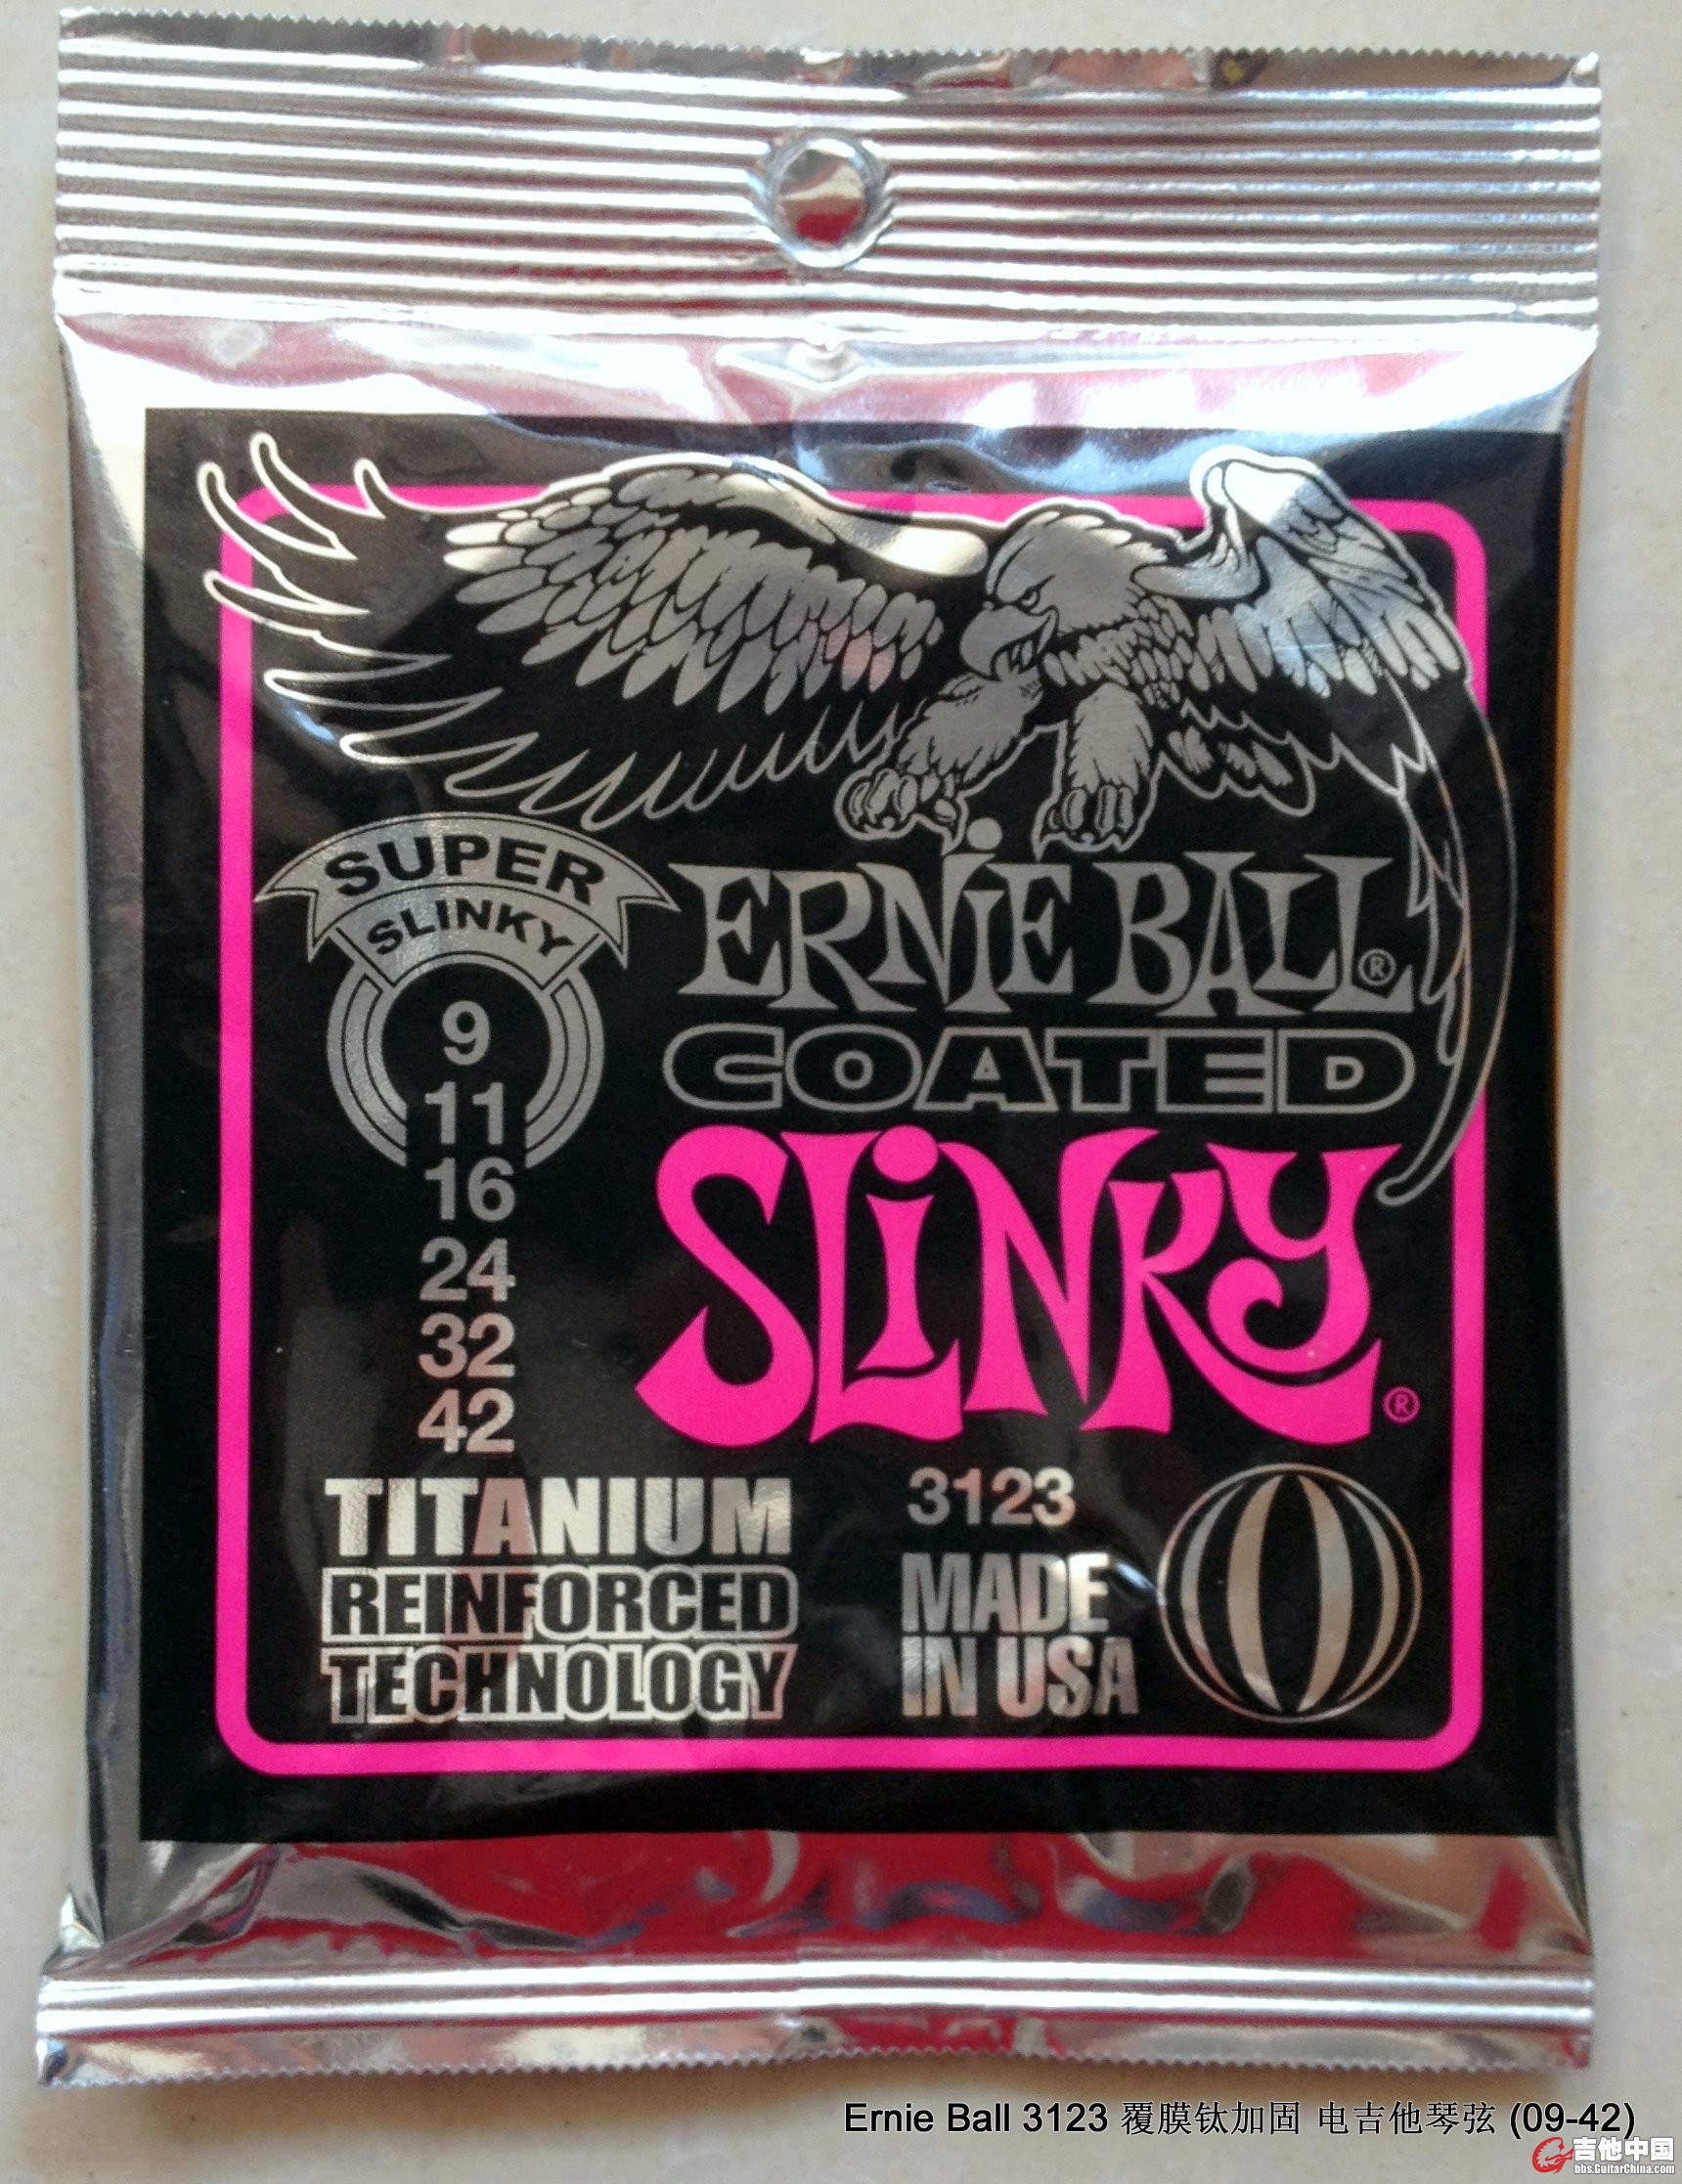 SUPER
SLINKY
9
11
16
24
32
42
ERNIE BALL®
COATED
SLINKY®
TITANIUM
REINFORCED
TECHNOLOGY
3123
MADE
IN USA
Ernie Ball 3123 覆膜钛加固 电吉他琴弦 (09-42)
吉他中国
bbs.GuitarChina.com